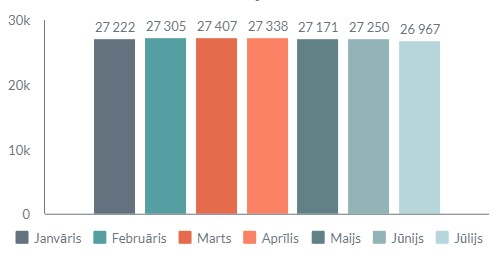 30k
27 222 27 305 27 407 27 338 27 171 27 250 26 967
20k
10k
0
Janvāris Februāris Marts Aprīlis Maijs Jūnijs Jūlijs